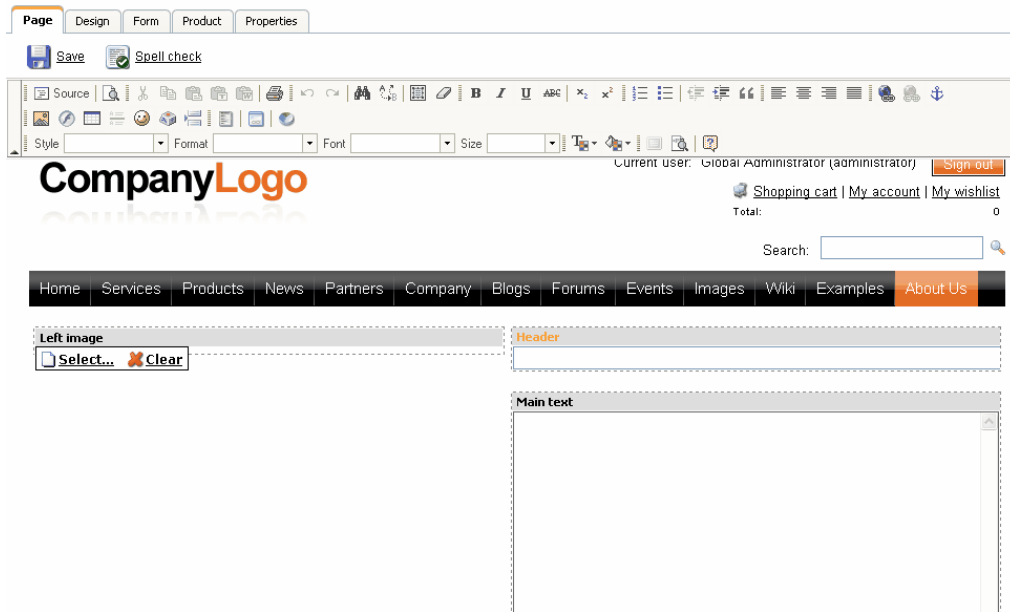 Page Design Form Product Properties
Save Spell check
Source B I U ABC
Style Format Font Size
Current user: Global Administrator (administrator) Sign out
CompanyLogo
Shopping cart | My account | My wishlist
Total: 0
Search:
Home Services Products News Partners Company Blogs Forums Events Images Wiki Examples About Us
Left image
Header
Select... Clear
Main text